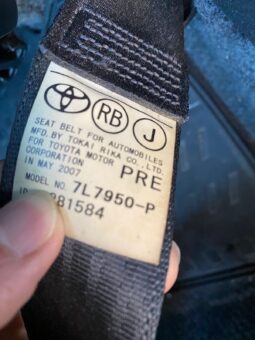 RB J
SEAT BELT FOR AUTOMOBILES
MFD. BY TOKAI RIKA CO., LTD.
FOR TOYOTA MOTOR PRE
CORPORATION
IN MAY 2007
MODEL NO. 7L7950-P
281584